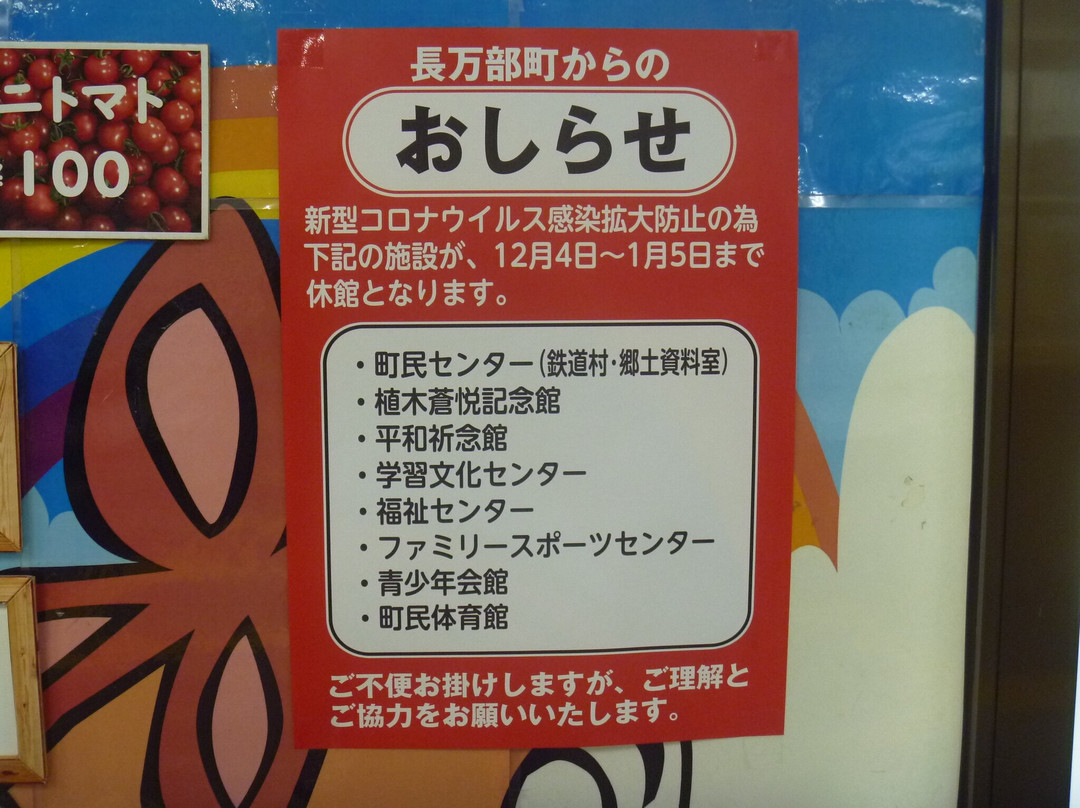 ニトマト
100
長万部町からの
おしらせ
新型コロナウイルス感染拡大防止の為
下記の施設が、12月4日～1月5日まで
休館となります。
・町民センター(鉄道村・郷土資料室)
・植木蒼悦記念館
・平和祈念館
・学習文化センター
・福祉センター
・ファミリースポーツセンター
・青少年会館
・町民体育館
ご不便お掛けしますが、ご理解と
ご協力をお願いいたします。